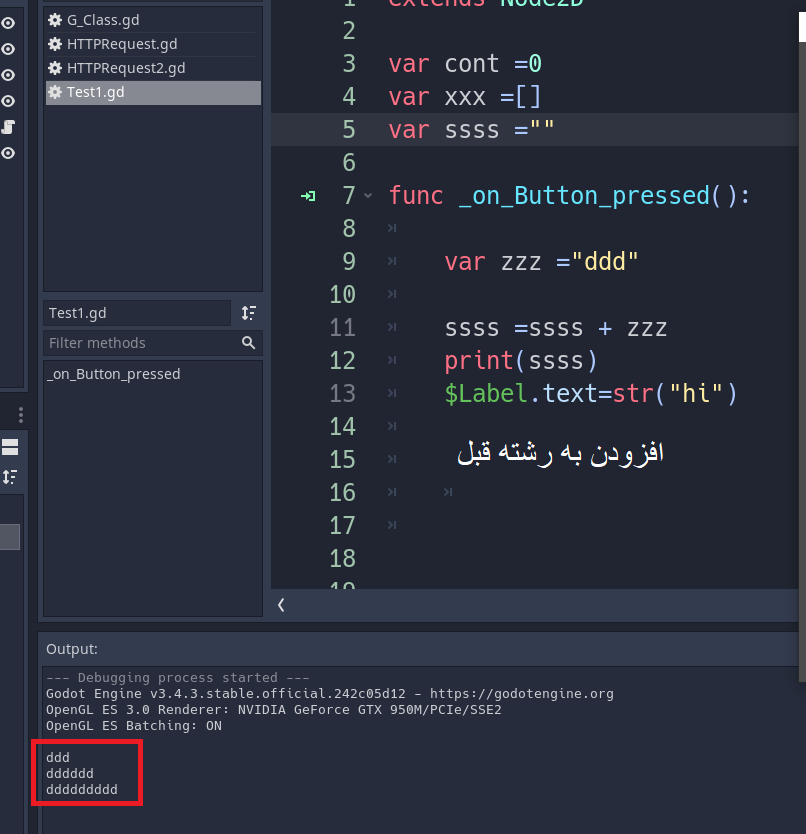 G_Class.gd
HTTPRequest.gd
HTTPRequest2.gd
Test1.gd
Test1.gd
Filter methods
_on_Button_pressed
1 extends Node2D
2
3 var cont =0
4 var xxx =[]
5 var ssss =""
6
7 func _on_Button_pressed():
8
9 var zzz ="ddd"
10
11 ssss =ssss + zzz
12 print(ssss)
13 $Label.text=str("hi")
14
15 افزودن به رشته قبل
16
17
18
19
Output:
--- Debugging process started ---
Godot Engine v3.4.3.stable.official.242c05d12 - https://godotengine.org
OpenGL ES 3.0 Renderer: NVIDIA GeForce GTX 950M/PCIe/SSE2
OpenGL ES Batching: ON
ddd
dddddd
ddddddddd